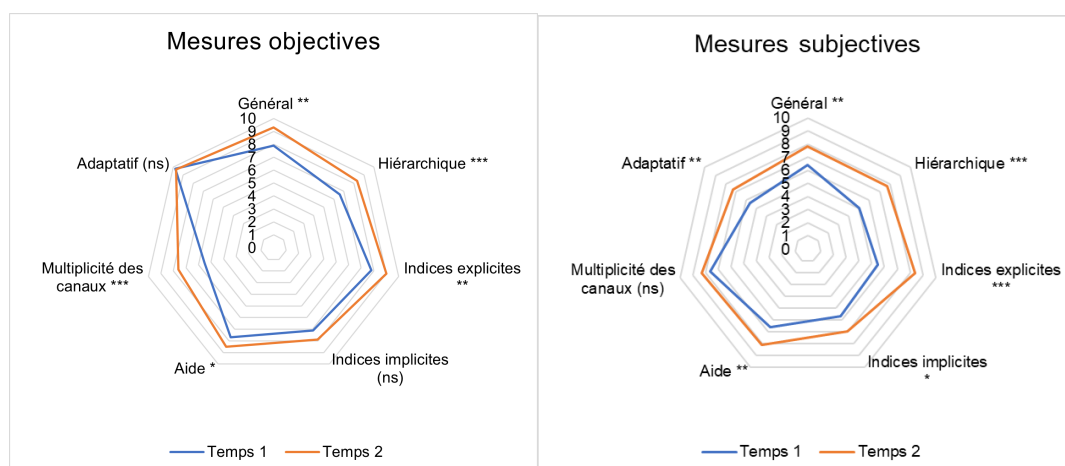 Mesures objectives
Général **
10
9
8
7
6
5
4
3
2
1
0
Hiérarchique ***
Indices explicites
**
Indices implicites
(ns)
Aide *
Multiplicité des
canaux ***
Adaptatif (ns)
Temps 1
Temps 2
Mesures subjectives
Général **
10
9
8
7
6
5
4
3
2
1
0
Hiérarchique ***
Indices explicites
***
Indices implicites
*
Aide **
Multiplicité des
canaux (ns)
Adaptatif **
Temps 1
Temps 2